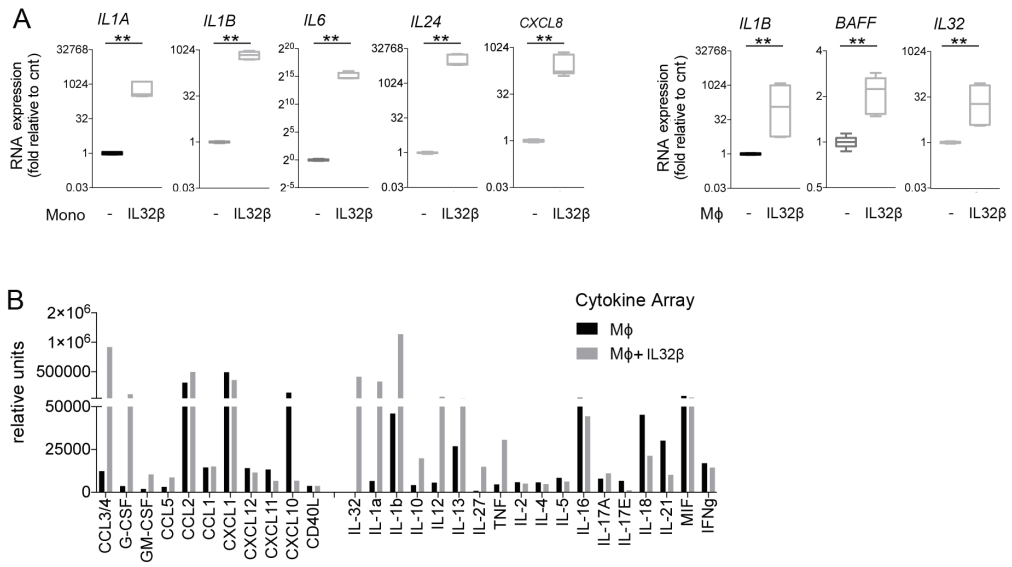 A
IL1A IL1B IL6 IL24 CXCL8 IL1B BAFF IL32
** ** ** ** ** ** ** **
RNA expression
(fold relative to cnt)
32768 1024 32 1 0.03
1024 32 1 0.03
2^20 2^15 2^10 2^5 2^0 2^-5
32768 1024 32 1 0.03
1024 32 1 0.03
RNA expression
(fold relative to cnt)
32768 1024 32 1 0.03
4 2 1 0.5
1024 32 1 0.03
Mono - IL32β - IL32β - IL32β - IL32β - IL32β
Mϕ - IL32β - IL32β - IL32β
B
Cytokine Array
Mϕ
Mϕ+ IL32β
relative units
2×10^6
1×10^6
500000
50000
25000
0
CCL3/4
G-CSF
GM-CSF
CCL5
CCL2
CCL1
CXCL1
CXCL12
CXCL11
CXCL10
CD40L
IL-32
IL-1a
IL-1b
IL-10
IL12
IL-13
IL-27
TNF
IL-2
IL-4
IL-5
IL-16
IL-17A
IL-17E
IL-18
IL-21
MIF
IFNg